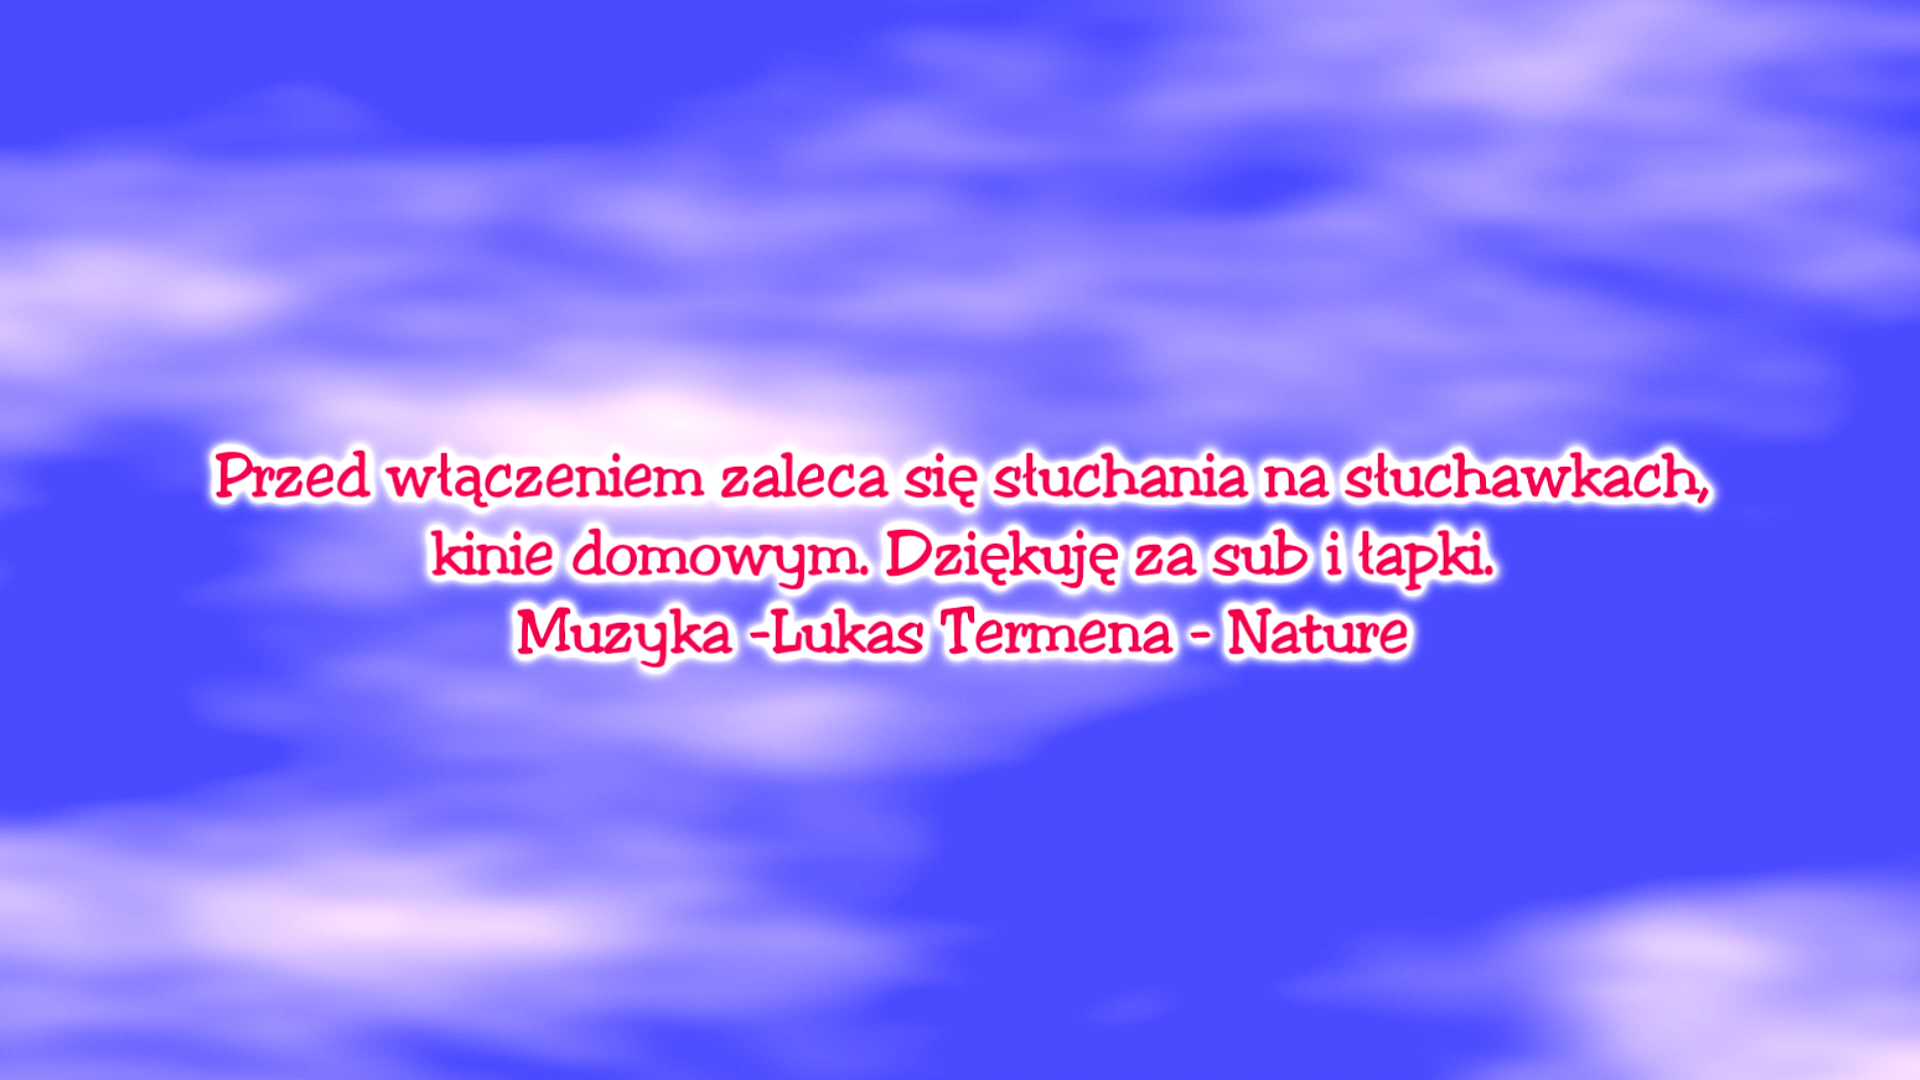 Przed włączeniem zaleca się słuchania na słuchawkach,
kinie domowym. Dziękuję za sub i łapki.
Muzyka -Lukas Termena - Nature